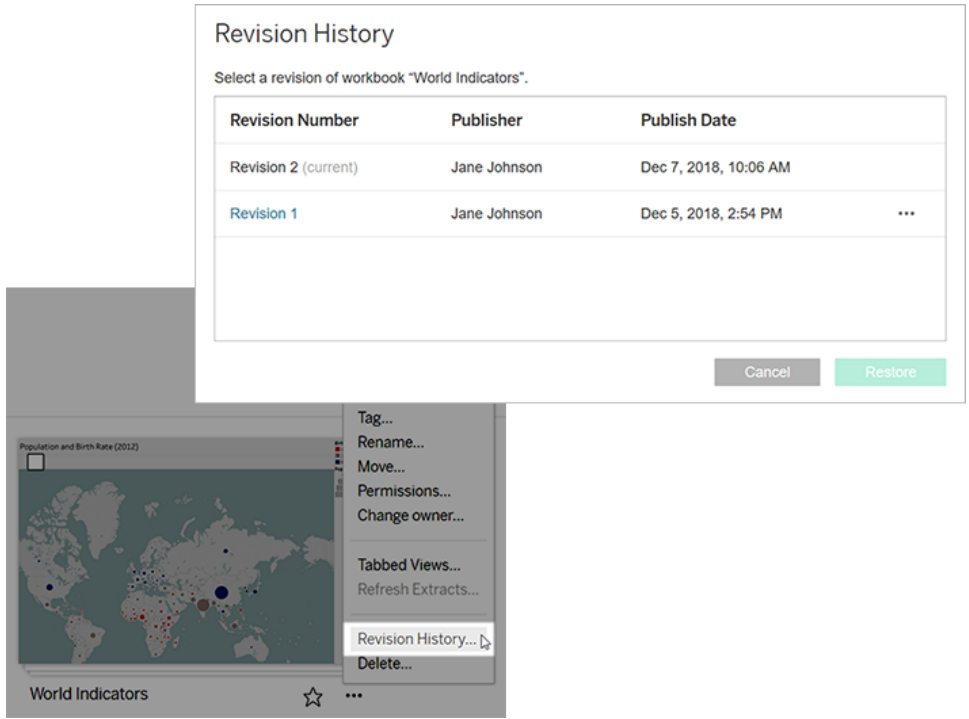 Revision History
Select a revision of workbook “World Indicators”.
Revision Number Publisher Publish Date
Revision 2 (current) Jane Johnson Dec 7, 2018, 10:06 AM
Revision 1 Jane Johnson Dec 5, 2018, 2:54 PM
Cancel Restore
Tag...
Rename...
Move...
Permissions...
Change owner...
Tabbed Views...
Refresh Extracts...
Revision History...
Delete...
Population and Birth Rate (2012)
World Indicators